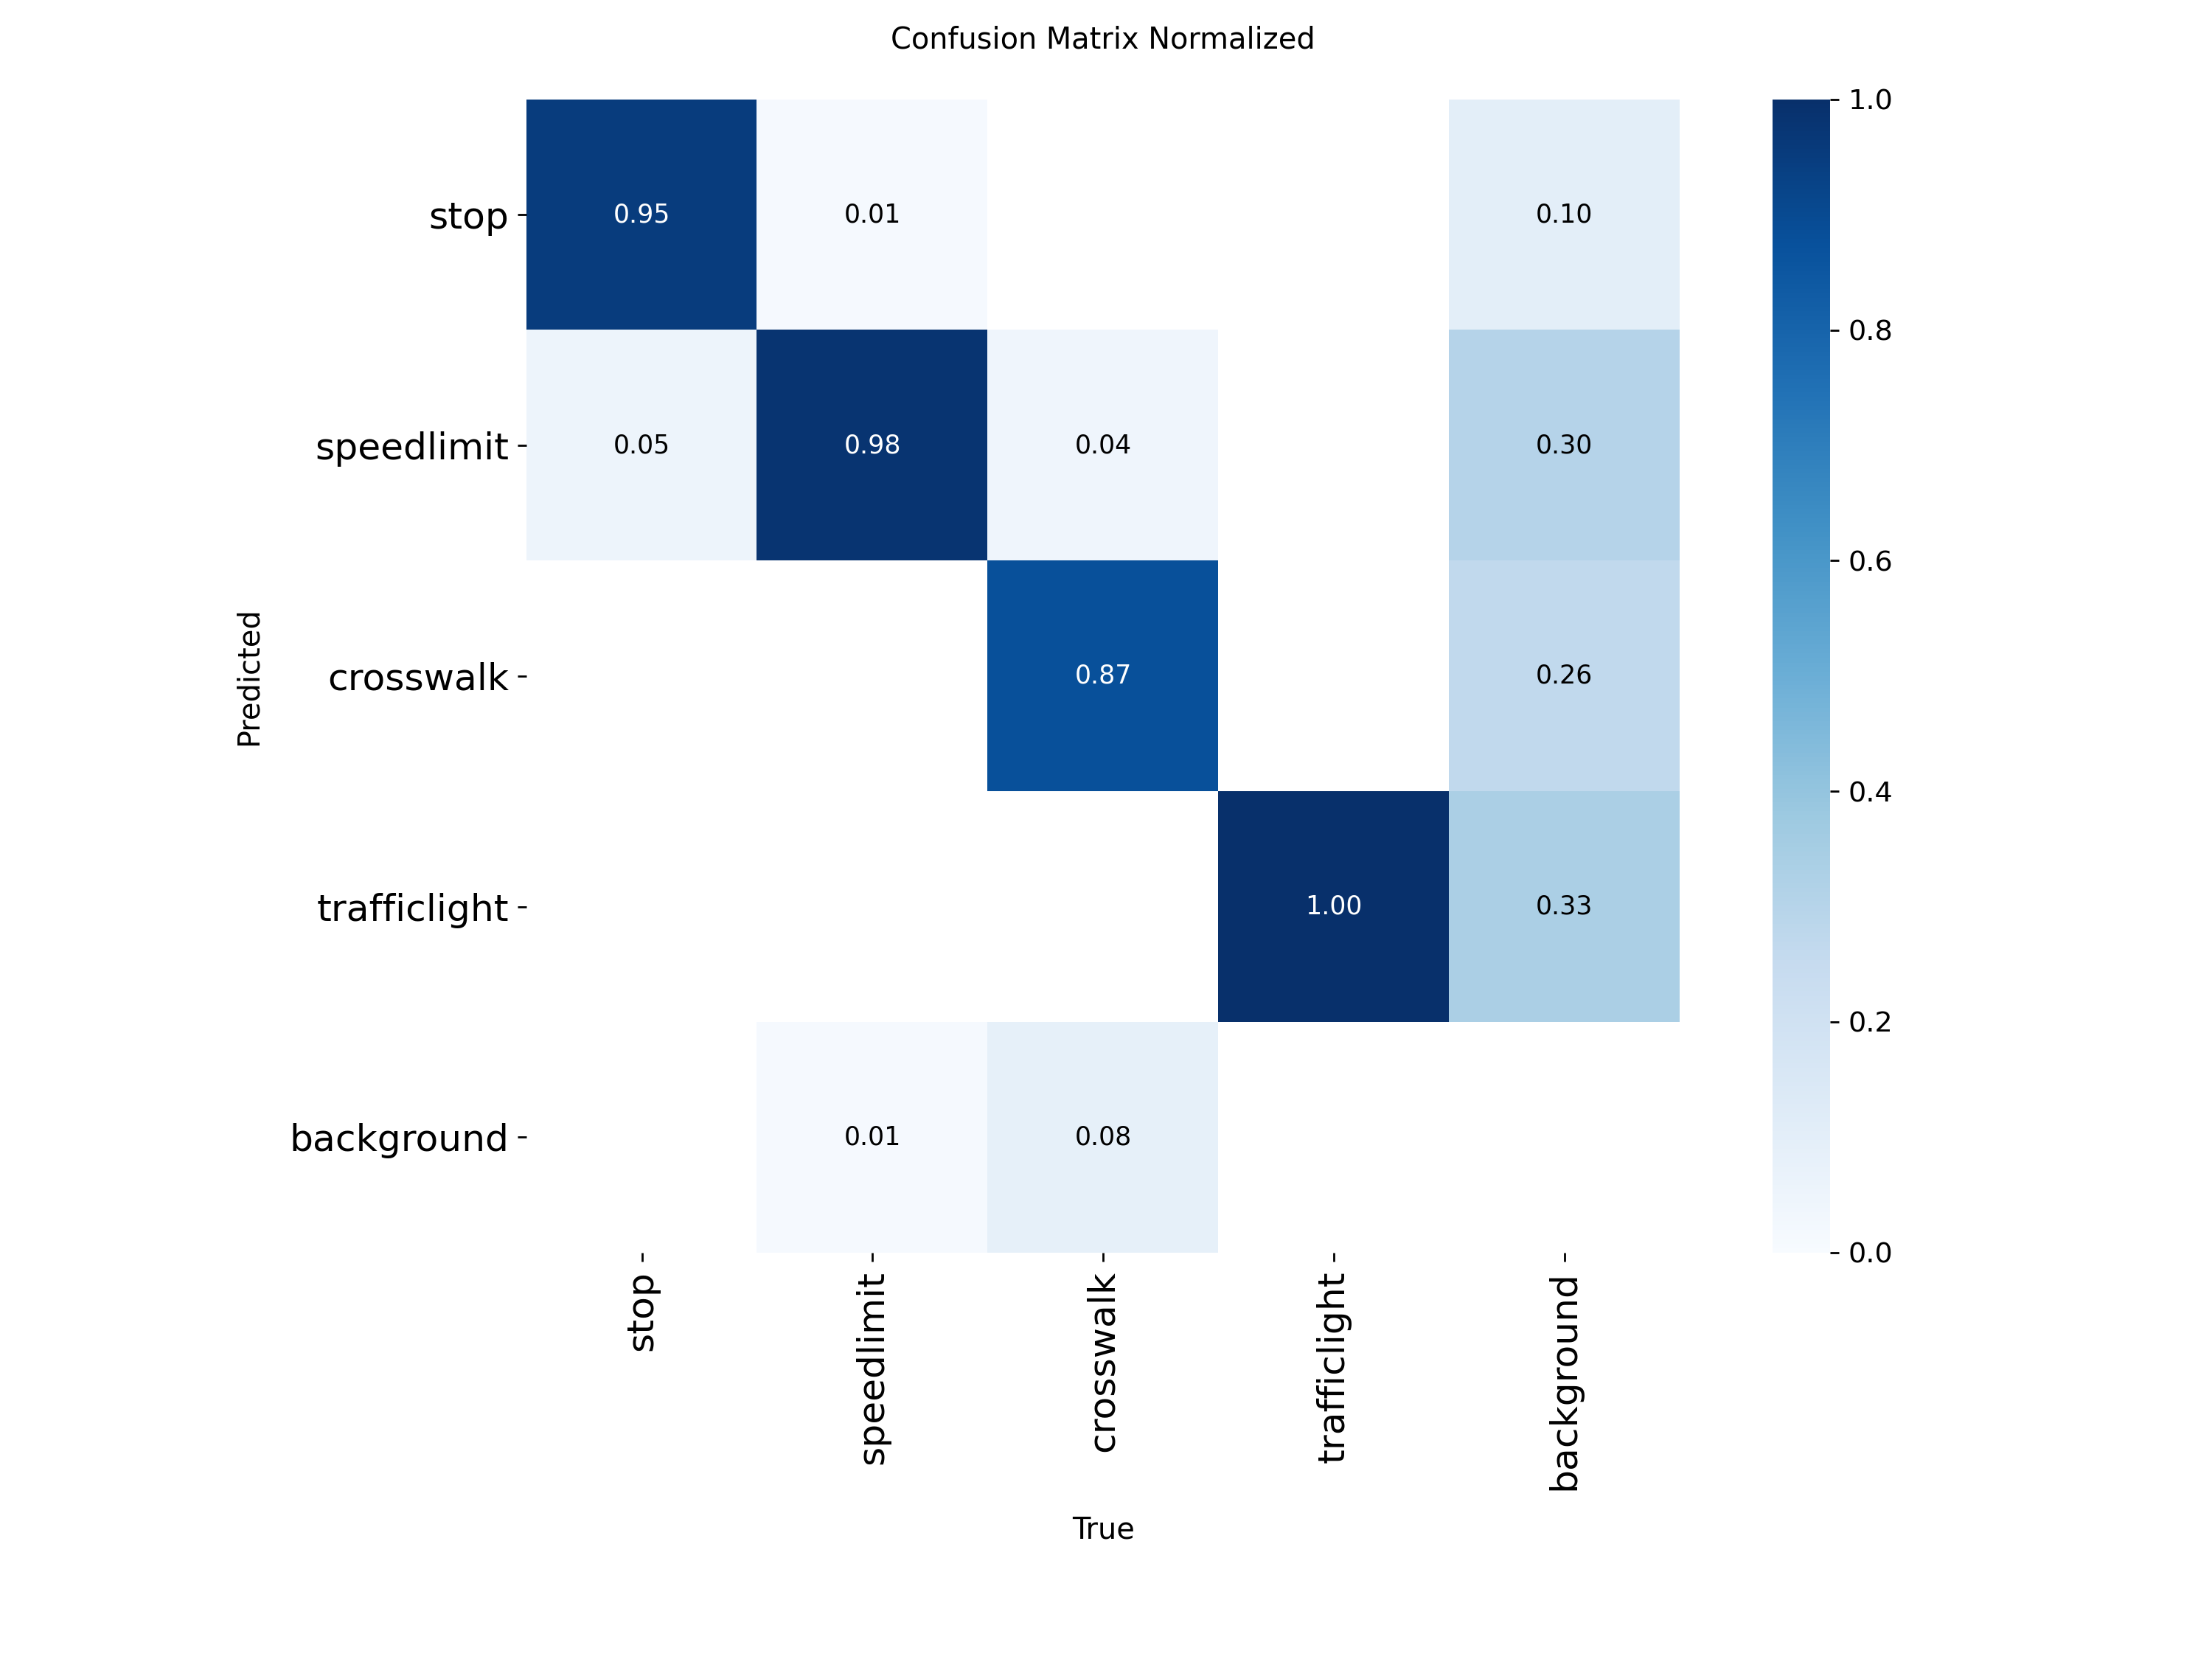 Confusion Matrix Normalized
stop
0.95
0.01
0.10
speedlimit
0.05
0.98
0.04
0.30
crosswalk
0.87
0.26
trafficlight
1.00
0.33
background
0.01
0.08
Predicted
stop
speedlimit
crosswalk
trafficlight
background
True
1.0
0.8
0.6
0.4
0.2
0.0